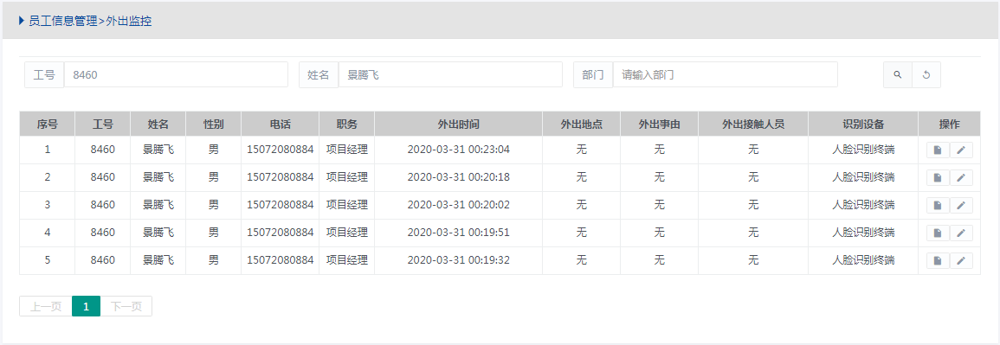 员工信息管理>外出监控
工号 8460 姓名 景腾飞 部门 请输入部门
序号 工号 姓名 性别 电话 职务 外出时间 外出地点 外出事由 外出接触人员 识别设备 操作
1 8460 景腾飞 男 15072080884 项目经理 2020-03-31 00:23:04 无 无 无 人脸识别终端
2 8460 景腾飞 男 15072080884 项目经理 2020-03-31 00:20:18 无 无 无 人脸识别终端
3 8460 景腾飞 男 15072080884 项目经理 2020-03-31 00:20:02 无 无 无 人脸识别终端
4 8460 景腾飞 男 15072080884 项目经理 2020-03-31 00:19:51 无 无 无 人脸识别终端
5 8460 景腾飞 男 15072080884 项目经理 2020-03-31 00:19:32 无 无 无 人脸识别终端
上一页 1 下一页